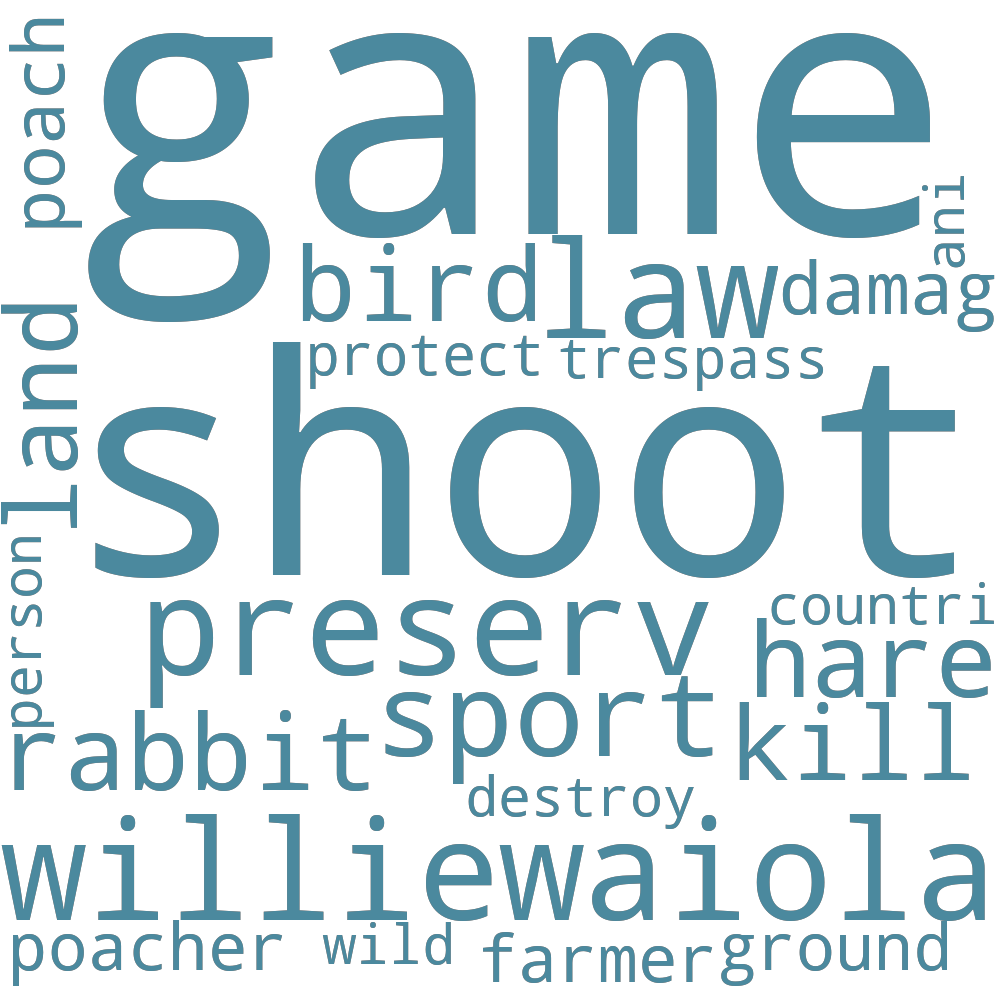 poach
game
ani
bird
law
damag
land
protect
trespass
shoot
person
preserv
countri
hare
sport
rabbit
kill
destroy
williewaiola
poacher
wild
farmer
ground